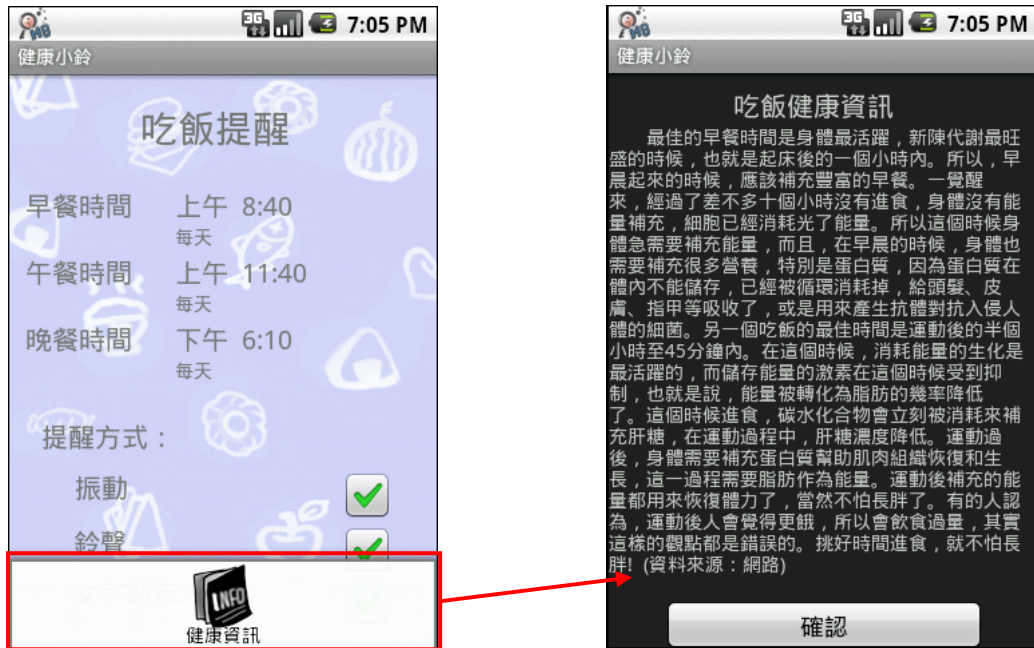 3G 7:05 PM
健康小鈴
吃飯提醒
早餐時間 上午 8:40
每天
午餐時間 上午 11:40
每天
晚餐時間 下午 6:10
每天
提醒方式：
振動
鈴聲
文字顯示
INFO
健康資訊
3G 7:05 PM
健康小鈴
吃飯健康資訊
最佳的早餐時間是身體最活躍，新陳代謝最旺
盛的時候，也就是起床後的一個小時內。所以，早
晨起來的時候，應該補充豐富的早餐。一覺醒
來，經過了差不多十個小時沒有進食，身體沒有能
量補充，細胞已經消耗光了能量。所以這個時候身
體急需要補充能量，而且，在早晨的時候，身體也
需要補充很多營養，特別是蛋白質，因為蛋白質在
體內不能儲存，已經被循環消耗掉，給頭髮、皮
膚、指甲等吸收了，或是用來產生抗體對抗入侵人
體的細菌。另一個吃飯的最佳時間是運動後的半個
小時至45分鐘內。在這個時候，消耗能量的生化是
最活躍的，而儲存能量的激素在這個時候受到抑
制，也就是說，能量被轉化為脂肪的幾率降低
了。這個時候進食，碳水化合物會立刻被消耗來補
充肝糖，在運動過程中，肝糖濃度降低。運動過
後，身體需要補充蛋白質幫助肌肉組織恢復和生
長，這一過程需要脂肪作為能量。運動後補充的能
量都用來恢復體力了，當然不怕長胖了。有的人認
為，運動後人會覺得更餓，所以會飲食過量，其實
這樣的觀點都是錯誤的。挑好時間進食，就不怕長
胖! (資料來源：網路)
確認